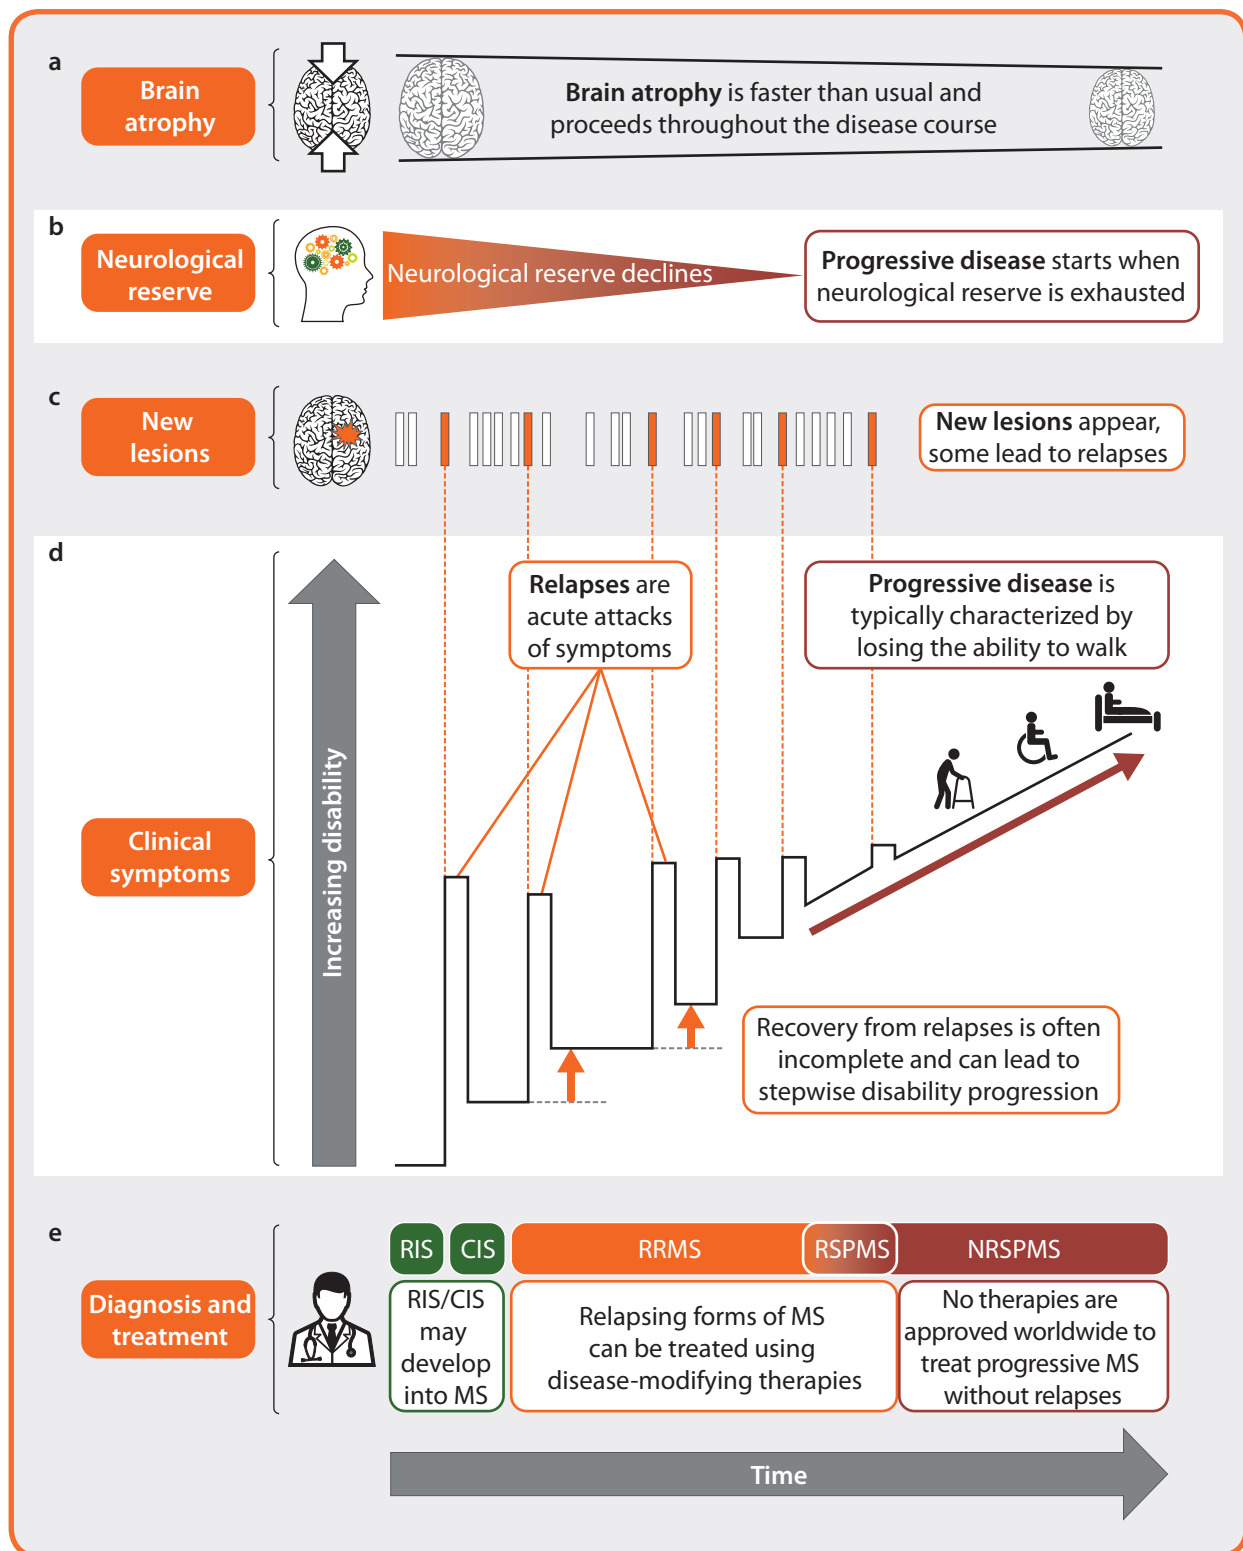 a
Brain
atrophy
Brain atrophy is faster than usual and
proceeds throughout the disease course
b
Neurological
reserve
Neurological reserve declines
Progressive disease starts when
neurological reserve is exhausted
c
New
lesions
New lesions appear,
some lead to relapses
d
Clinical
symptoms
Increasing disability
Relapses are
acute attacks
of symptoms
Progressive disease is
typically characterized by
losing the ability to walk
Recovery from relapses is often
incomplete and can lead to
stepwise disability progression
e
Diagnosis and
treatment
RIS
CIS
RRMS
RSPMS
NRSPMS
RIS/CIS
may
develop
into MS
Relapsing forms of MS
can be treated using
disease-modifying therapies
No therapies are
approved worldwide to
treat progressive MS
without relapses
Time